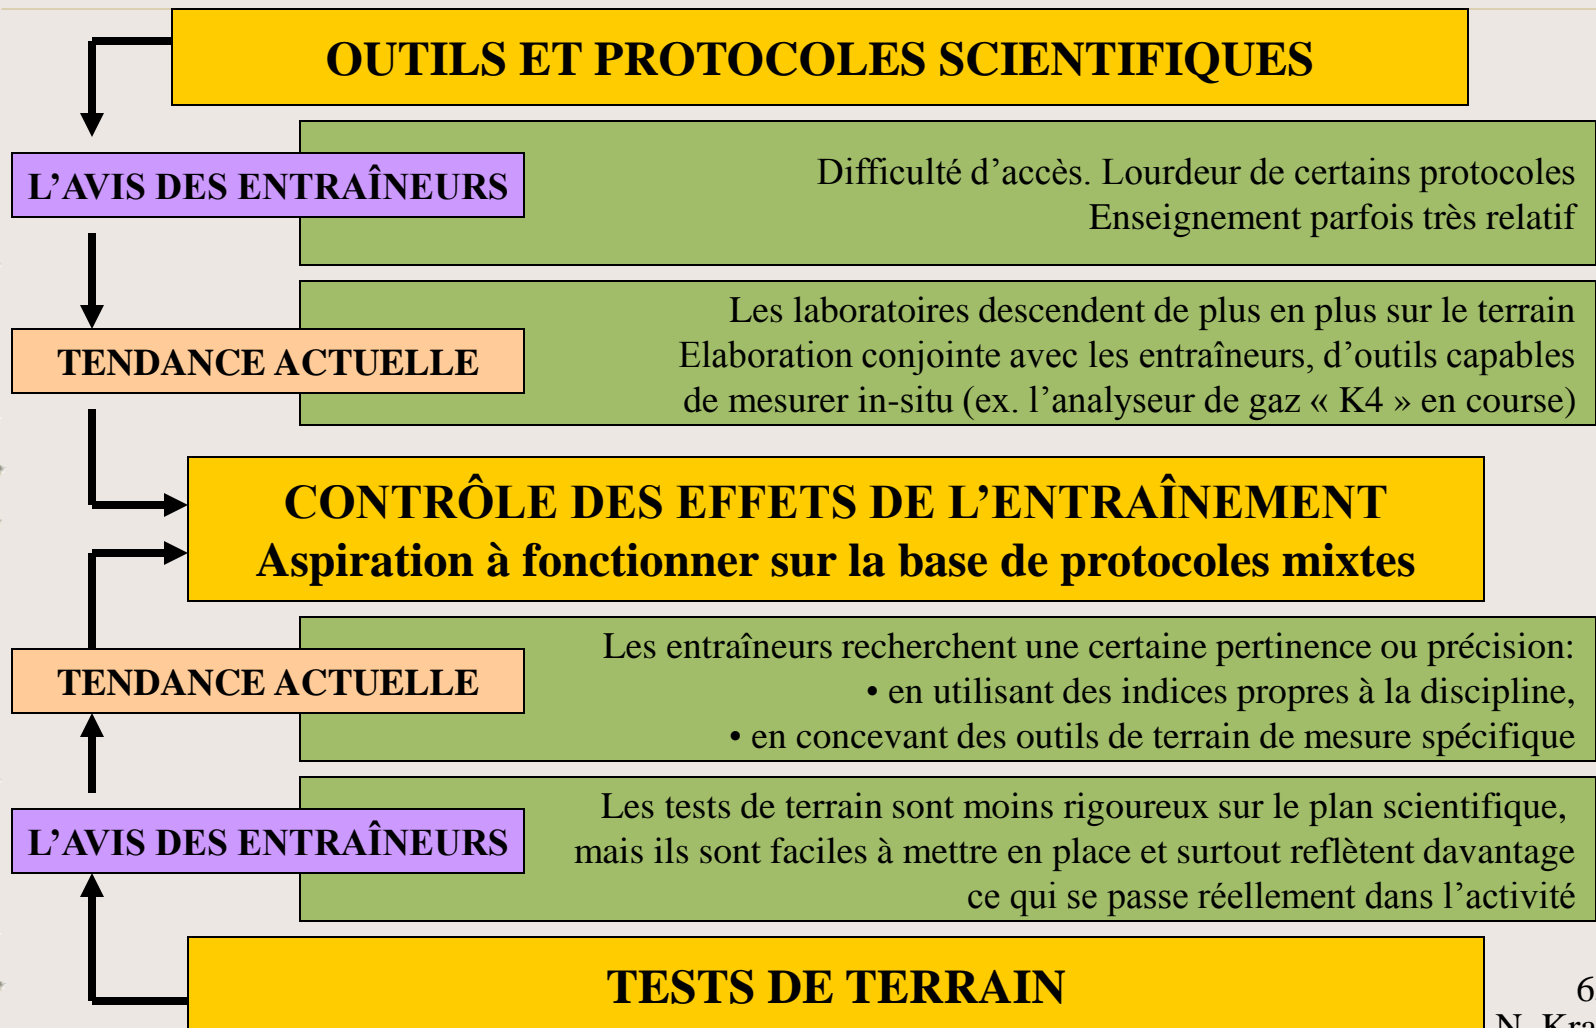 OUTILS ET PROTOCOLES SCIENTIFIQUES
L’AVIS DES ENTRAÎNEURS
Difficulté d’accès. Lourdeur de certains protocoles
Enseignement parfois très relatif
TENDANCE ACTUELLE
Les laboratoires descendent de plus en plus sur le terrain
Elaboration conjointe avec les entraîneurs, d’outils capables
de mesurer in-situ (ex. l’analyseur de gaz « K4 » en course)
CONTRÔLE DES EFFETS DE L’ENTRAÎNEMENT
Aspiration à fonctionner sur la base de protocoles mixtes
TENDANCE ACTUELLE
Les entraîneurs recherchent une certaine pertinence ou précision:
• en utilisant des indices propres à la discipline,
• en concevant des outils de terrain de mesure spécifique
L’AVIS DES ENTRAÎNEURS
Les tests de terrain sont moins rigoureux sur le plan scientifique,
mais ils sont faciles à mettre en place et surtout reflètent davantage
ce qui se passe réellement dans l’activité
TESTS DE TERRAIN
6
N.